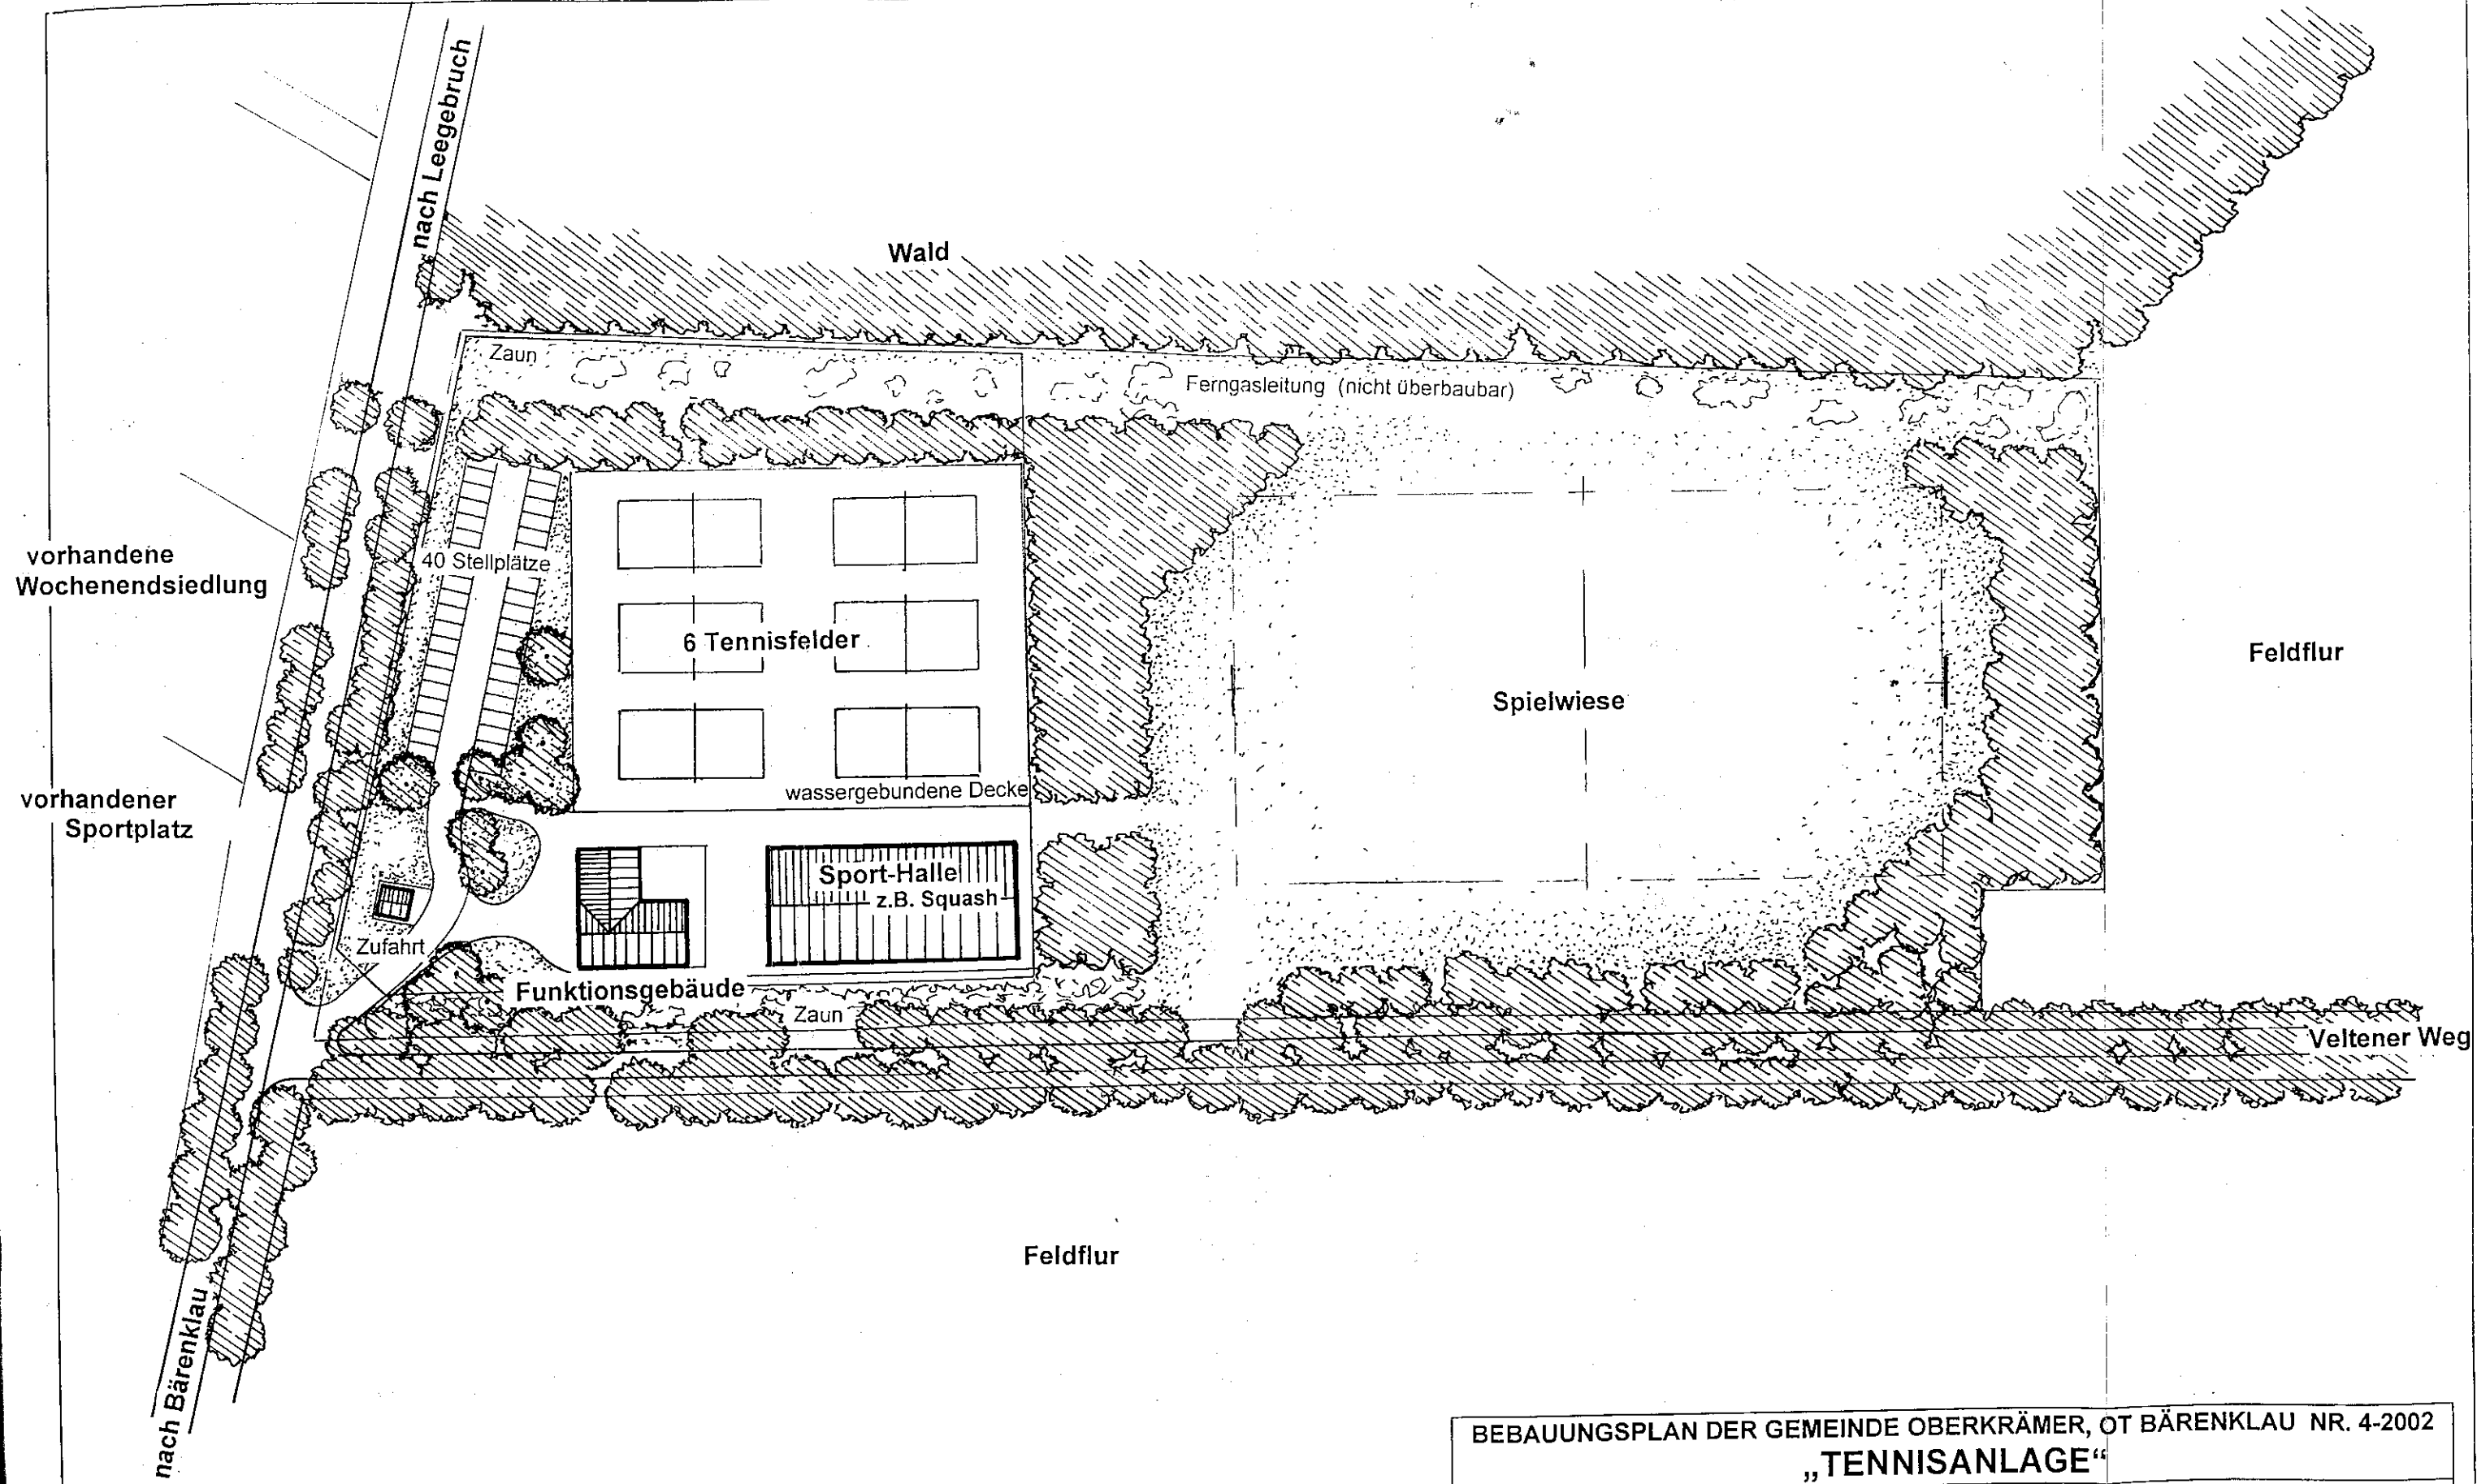 nach Leegebruch
Wald
Zaun
Ferngasleitung (nicht überbaubar)
40 Stellplätze
vorhandene
Wochenendsiedlung
6 Tennisfelder
Feldflur
Spielwiese
wassergebundene Decke
vorhandener
Sportplatz
Sport-Halle
z.B. Squash
Zufahrt
Funktionsgebäude
Zaun
Veltener Weg
Feldflur
nach Bärenklau
BEBAUUNGSPLAN DER GEMEINDE OBERKRÄMER, OT BÄRENKLAU NR. 4-2002
„TENNISANLAGE“